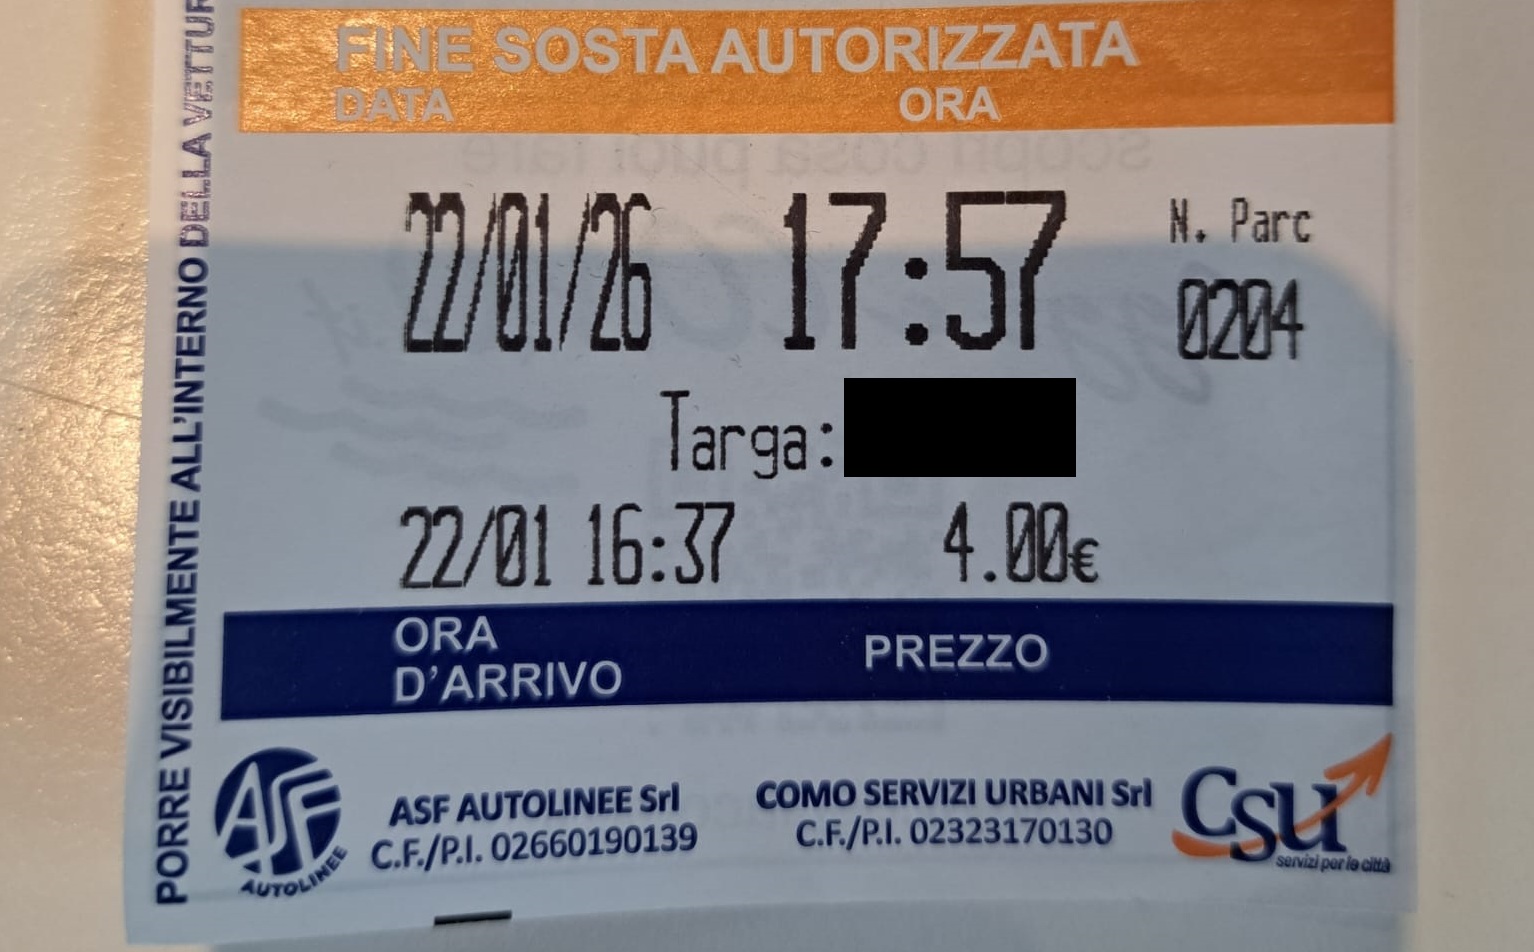 FINE SOSTA AUTORIZZATA
DATA ORA
22/01/26 17:57 N. Parc
0204
Targa:
22/01 16:37 4.00€
ORA
D'ARRIVO
PREZZO
PORRE VISIBILMENTE ALL'INTERNO DELLA VETTUR
ASF
AUTOLINEE
ASF AUTOLINEE Srl
C.F./P.I. 02660190139
COMO SERVIZI URBANI Srl
C.F./P.I. 02323170130
CSU
servizi per le città